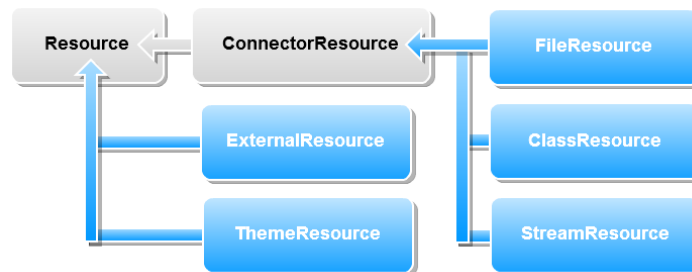 Resource
ConnectorResource
FileResource
ExternalResource
ClassResource
ThemeResource
StreamResource